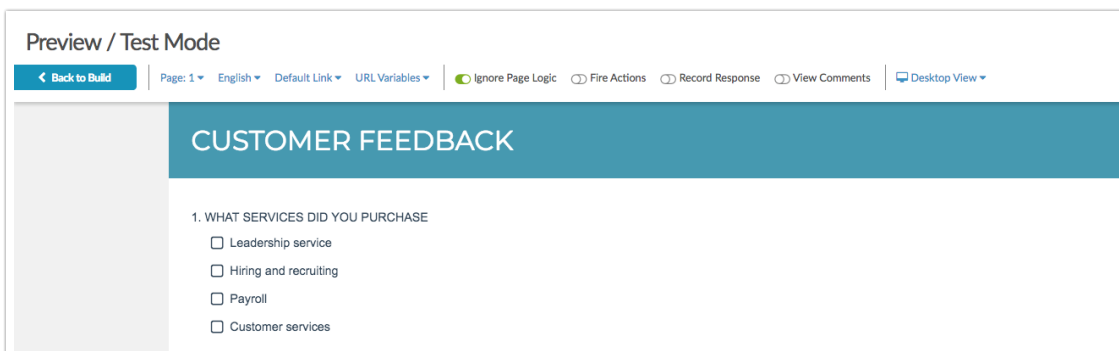 Preview / Test Mode
Back to Build Page: 1 English Default Link URL Variables Ignore Page Logic Fire Actions Record Response View Comments Desktop View
CUSTOMER FEEDBACK
1. WHAT SERVICES DID YOU PURCHASE
Leadership service
Hiring and recruiting
Payroll
Customer services